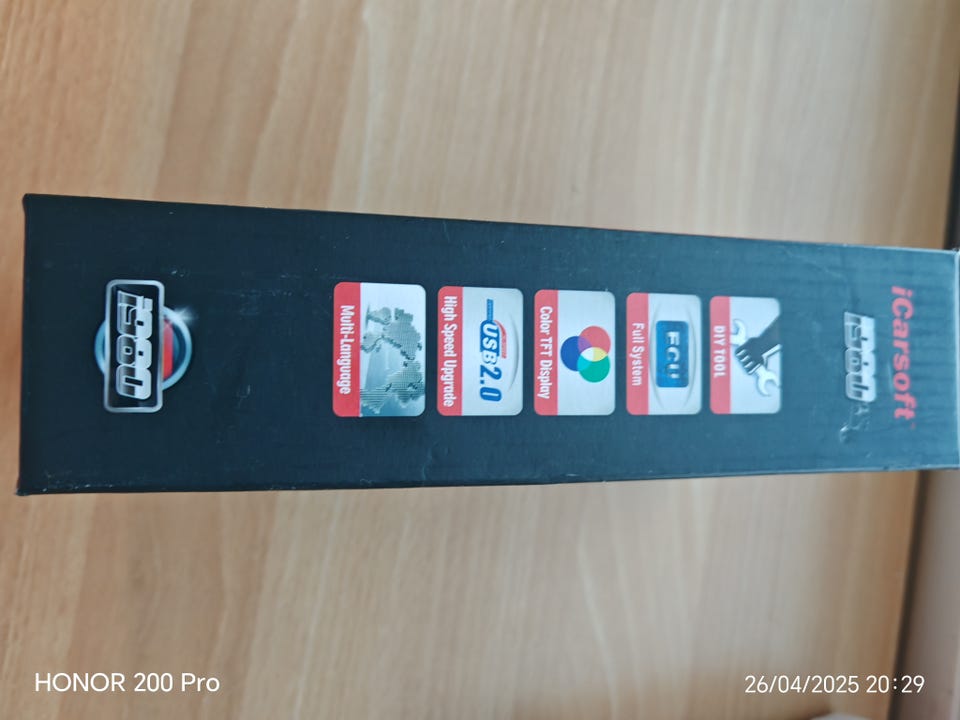 iCarsoft
i980
DIY TOOL
ECU
Full System
Color TFT Display
USB2.0
High Speed Upgrade
Multi-Language
i980
HONOR 200 Pro
26/04/2025 20:29